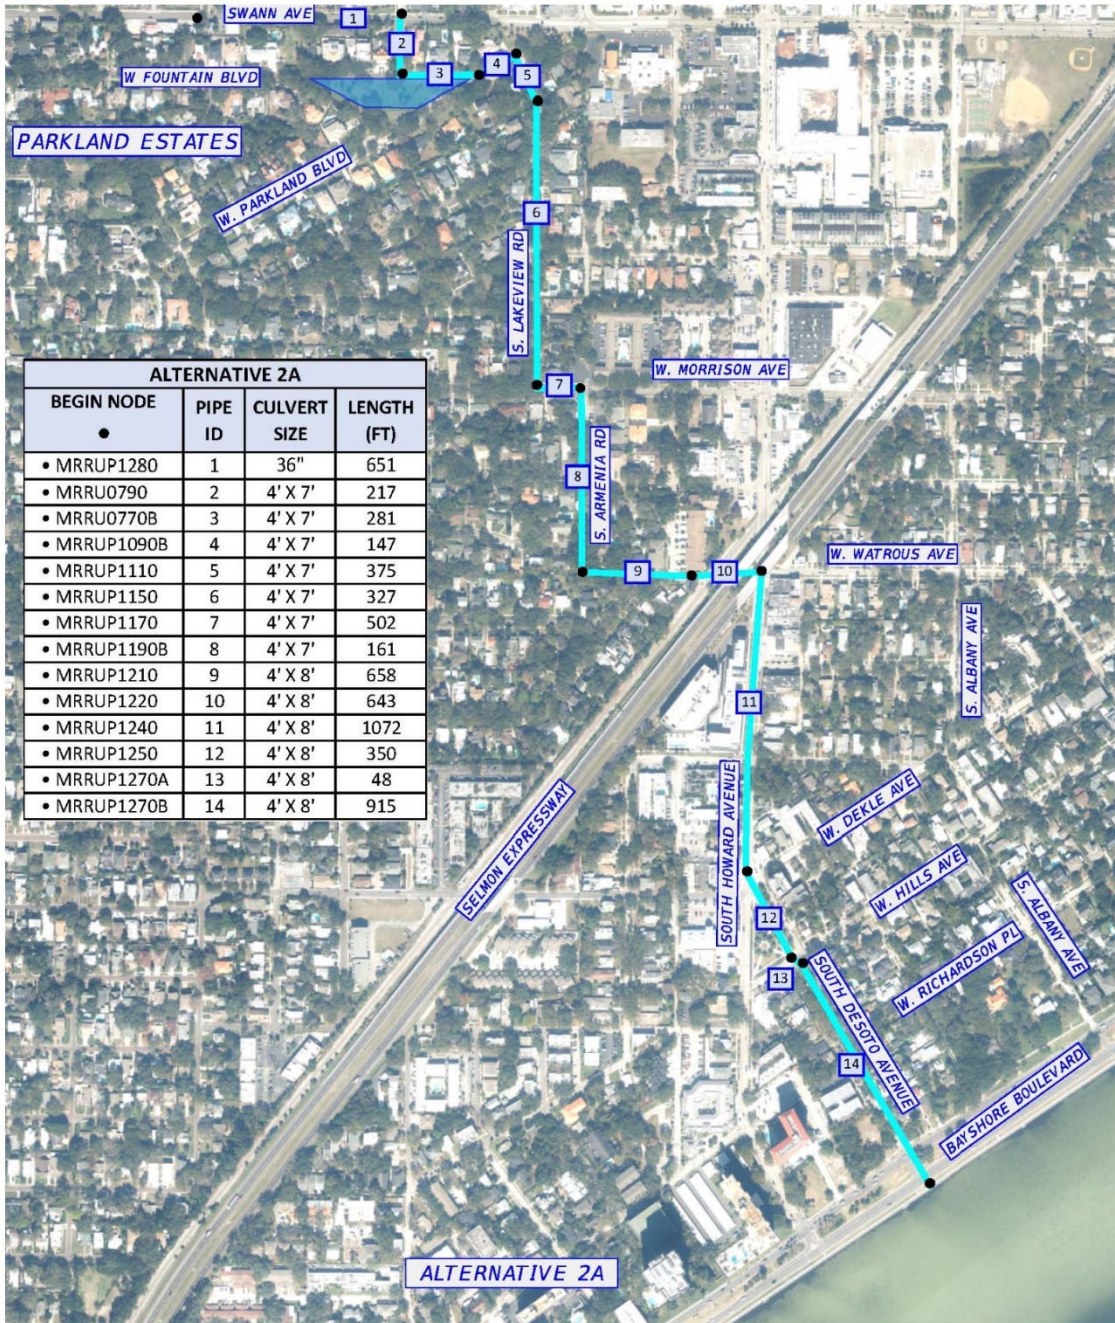 SWANN AVE
1
2
W FOUNTAIN BLVD
3
4
5
PARKLAND ESTATES
W. PARKLAND BLVD
6
S. LAKEVIEW RD
ALTERNATIVE 2A
BEGIN NODE ● PIPE ID CULVERT SIZE LENGTH (FT)
• MRRUP1280 1 36" 651
• MRRU0790 2 4' X 7' 217
• MRRU0770B 3 4' X 7' 281
• MRRUP1090B 4 4' X 7' 147
• MRRUP1110 5 4' X 7' 375
• MRRUP1150 6 4' X 7' 327
• MRRUP1170 7 4' X 7' 502
• MRRUP1190B 8 4' X 7' 161
• MRRUP1210 9 4' X 8' 658
• MRRUP1220 10 4' X 8' 643
• MRRUP1240 11 4' X 8' 1072
• MRRUP1250 12 4' X 8' 350
• MRRUP1270A 13 4' X 8' 48
• MRRUP1270B 14 4' X 8' 915
W. MORRISON AVE
7
8
S. ARMENIA RD
W. WATROUS AVE
9
10
S. ALBANY AVE
11
SOUTH HOWARD AVENUE
SELMON EXPRESSWAY
W. DEKLE AVE
W. HILLS AVE
S. ALBANY AVE
12
W. RICHARDSON PL
13
SOUTH DESOTO AVENUE
14
BAYSHORE BOULEVARD
ALTERNATIVE 2A